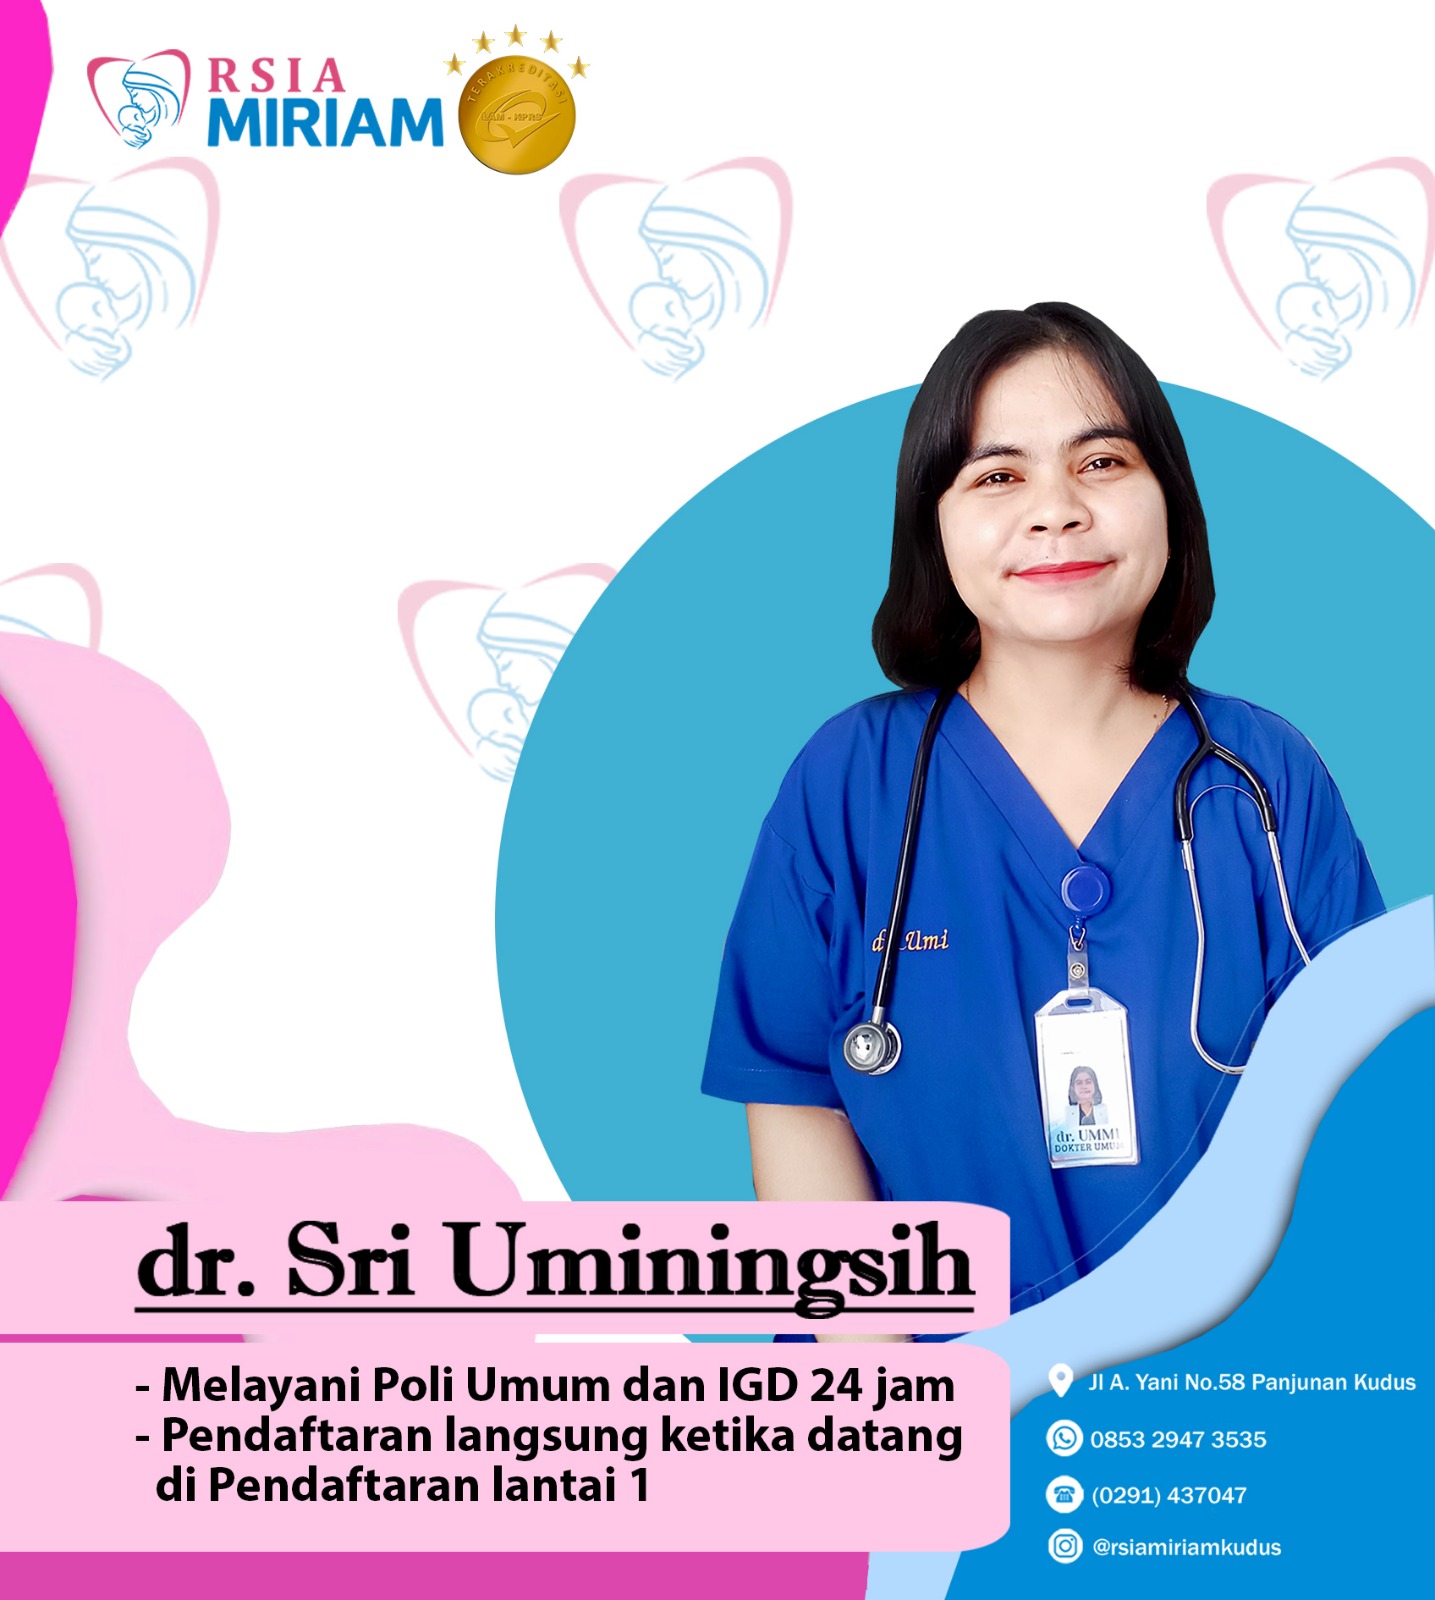 RSIA
MIRIAM
TERAKREDITASI
LAM - KPRS
dr. Umi
dr. UMMI
DOKTER UMUM
dr. Sri Uminingsih
- Melayani Poli Umum dan IGD 24 jam
- Pendaftaran langsung ketika datang
di Pendaftaran lantai 1
Jl A. Yani No.58 Panjunan Kudus
0853 2947 3535
(0291) 437047
@rsiamiriamkudus